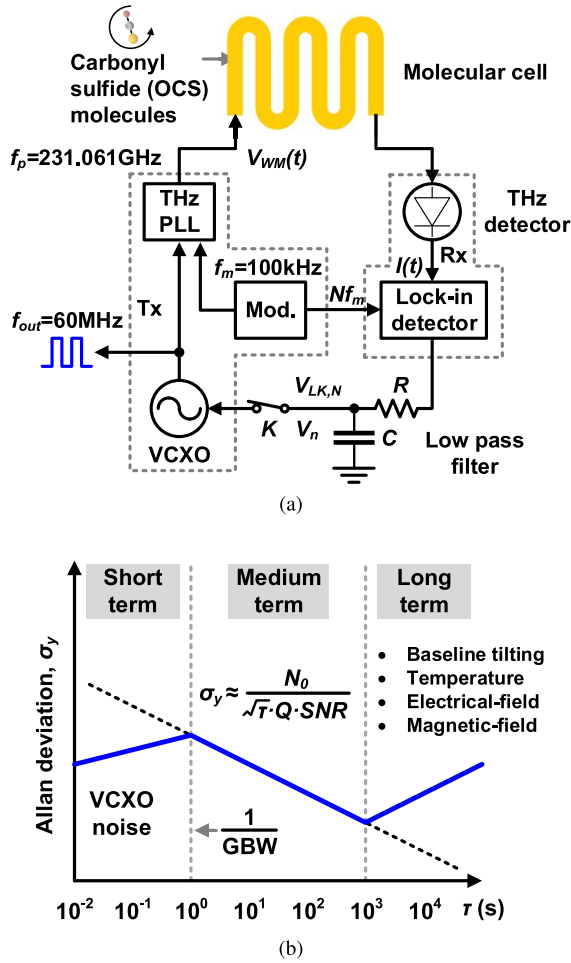 Carbonyl
sulfide (OCS)
molecules
Molecular cell
f_p=231.061GHz
V_WM(t)
THz
PLL
THz
detector
Rx
I(t)
f_m=100kHz
Tx
Mod.
Nf_m
Lock-in
detector
f_out=60MHz
V_LK,N
R
VCXO
K
V_n
C
Low pass
filter
(a)
Short
term
Medium
term
Long
term
Allan deviation, σ_y
σ_y ≈ N_0 / √τ·Q·SNR
• Baseline tilting
• Temperature
• Electrical-field
• Magnetic-field
VCXO
noise
1 / GBW
10^-2 10^-1 10^0 10^1 10^2 10^3 10^4 τ (s)
(b)